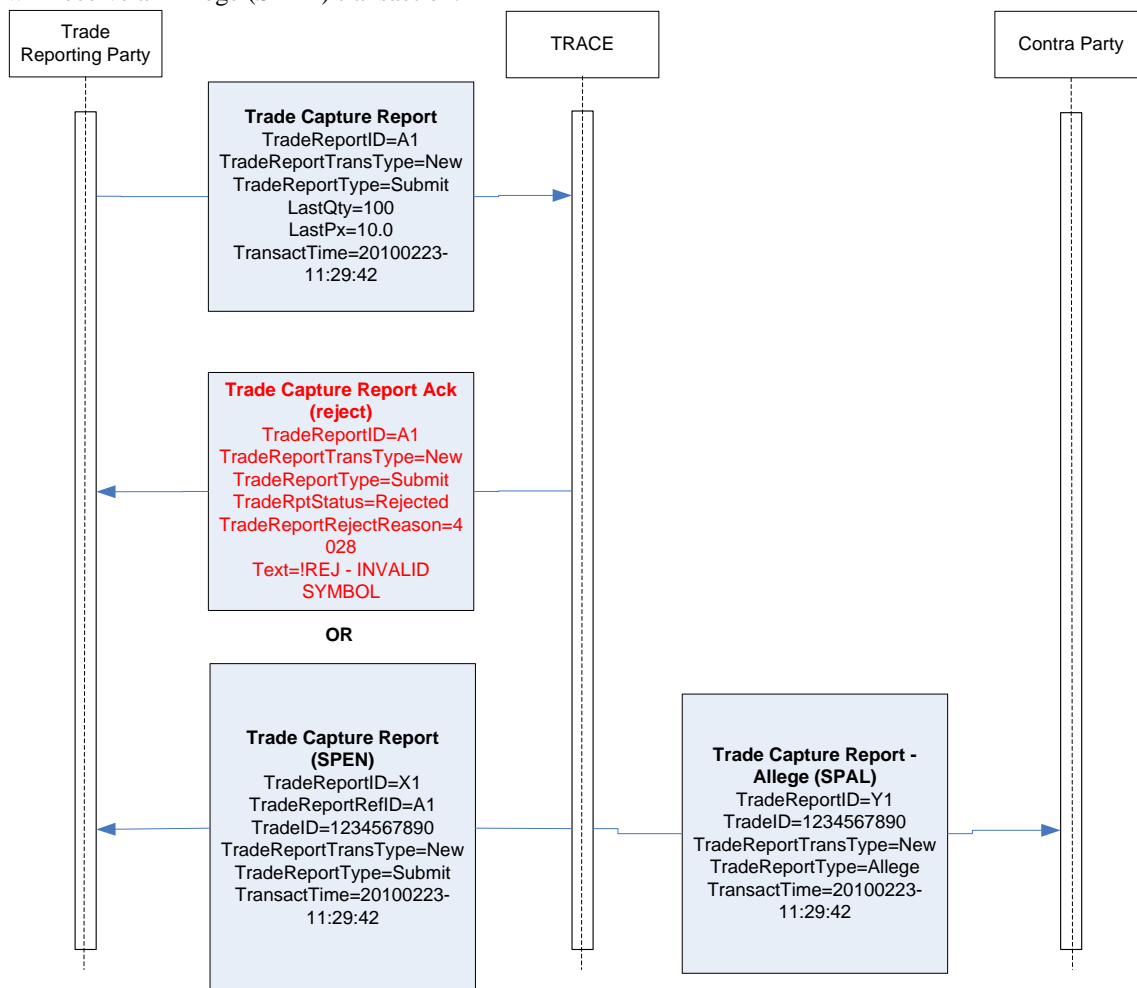 Trade
Reporting Party
TRACE
Contra Party
Trade Capture Report
TradeReportID=A1
TradeReportTransType=New
TradeReportType=Submit
LastQty=100
LastPx=10.0
TransactTime=20100223-
11:29:42
Trade Capture Report Ack
(reject)
TradeReportID=A1
TradeReportTransType=New
TradeReportType=Submit
TradeRptStatus=Rejected
TradeReportRejectReason=4
028
Text=!REJ - INVALID
SYMBOL
OR
Trade Capture Report
(SPEN)
TradeReportID=X1
TradeReportRefID=A1
TradeID=1234567890
TradeReportTransType=New
TradeReportType=Submit
TransactTime=20100223-
11:29:42
Trade Capture Report -
Allege (SPAL)
TradeReportID=Y1
TradeID=1234567890
TradeReportTransType=New
TradeReportType=Allege
TransactTime=20100223-
11:29:42